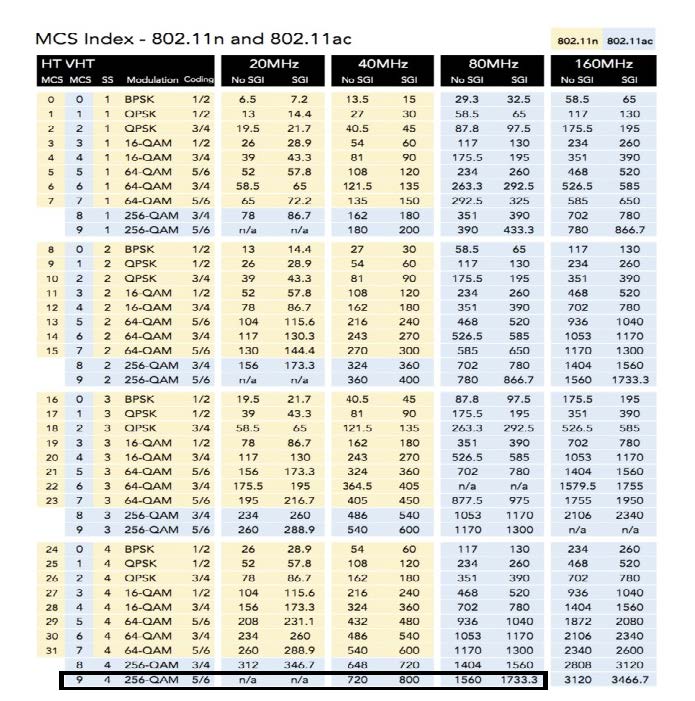 MCS Index - 802.11n and 802.11ac
802.11n 802.11ac
HT VHT 20MHz 40MHz 80MHz 160MHz
MCS MCS SS Modulation Coding No SGI SGI No SGI SGI No SGI SGI No SGI SGI
0 0 1 BPSK 1/2 6.5 7.2 13.5 15 29.3 32.5 58.5 65
1 1 1 QPSK 1/2 13 14.4 27 30 58.5 65 117 130
2 2 1 QPSK 3/4 19.5 21.7 40.5 45 87.8 97.5 175.5 195
3 3 1 16-QAM 1/2 26 28.9 54 60 117 130 234 260
4 4 1 16-QAM 3/4 39 43.3 81 90 175.5 195 351 390
5 5 1 64-QAM 5/6 52 57.8 108 120 234 260 468 520
6 6 1 64-QAM 3/4 58.5 65 121.5 135 263.3 292.5 526.5 585
7 7 1 64-QAM 5/6 65 72.2 135 150 292.5 325 585 650
8 1 256-QAM 3/4 78 86.7 162 180 351 390 702 780
9 1 256-QAM 5/6 n/a n/a 180 200 390 433.3 780 866.7
8 0 2 BPSK 1/2 13 14.4 27 30 58.5 65 117 130
9 1 2 QPSK 1/2 26 28.9 54 60 117 130 234 260
10 2 2 QPSK 3/4 39 43.3 81 90 175.5 195 351 390
11 3 2 16-QAM 1/2 52 57.8 108 120 234 260 468 520
12 4 2 16-QAM 3/4 78 86.7 162 180 351 390 702 780
13 5 2 64-QAM 5/6 104 115.6 216 240 468 520 936 1040
14 6 2 64-QAM 3/4 117 130.3 243 270 526.5 585 1053 1170
15 7 2 64-QAM 5/6 130 144.4 270 300 585 650 1170 1300
8 2 256-QAM 3/4 156 173.3 324 360 702 780 1404 1560
9 2 256-QAM 5/6 n/a n/a 360 400 780 866.7 1560 1733.3
16 0 3 BPSK 1/2 19.5 21.7 40.5 45 87.8 97.5 175.5 195
17 1 3 QPSK 1/2 39 43.3 81 90 175.5 195 351 390
18 2 3 QPSK 3/4 58.5 65 121.5 135 263.3 292.5 526.5 585
19 3 3 16-QAM 1/2 78 86.7 162 180 351 390 702 780
20 4 3 16-QAM 3/4 117 130 243 270 526.5 585 1053 1170
21 5 3 64-QAM 5/6 156 173.3 324 360 702 780 1404 1560
22 6 3 64-QAM 3/4 175.5 195 364.5 405 n/a n/a 1579.5 1755
23 7 3 64-QAM 5/6 195 216.7 405 450 877.5 975 1755 1950
8 3 256-QAM 3/4 234 260 486 540 1053 1170 2106 2340
9 3 256-QAM 5/6 260 288.9 540 600 1170 1300 n/a n/a
24 0 4 BPSK 1/2 26 28.9 54 60 117 130 234 260
25 1 4 QPSK 1/2 52 57.8 108 120 234 260 468 520
26 2 4 QPSK 3/4 78 86.7 162 180 351 390 702 780
27 3 4 16-QAM 1/2 104 115.6 216 240 468 520 936 1040
28 4 4 16-QAM 3/4 156 173.3 324 360 702 780 1404 1560
29 5 4 64-QAM 5/6 208 231.1 432 480 936 1040 1872 2080
30 6 4 64-QAM 3/4 234 260 486 540 1053 1170 2106 2340
31 7 4 64-QAM 5/6 260 288.9 540 600 1170 1300 2340 2600
8 4 256-QAM 3/4 312 346.7 648 720 1404 1560 2808 3120
9 4 256-QAM 5/6 n/a n/a 720 800 1560 1733.3 3120 3466.7